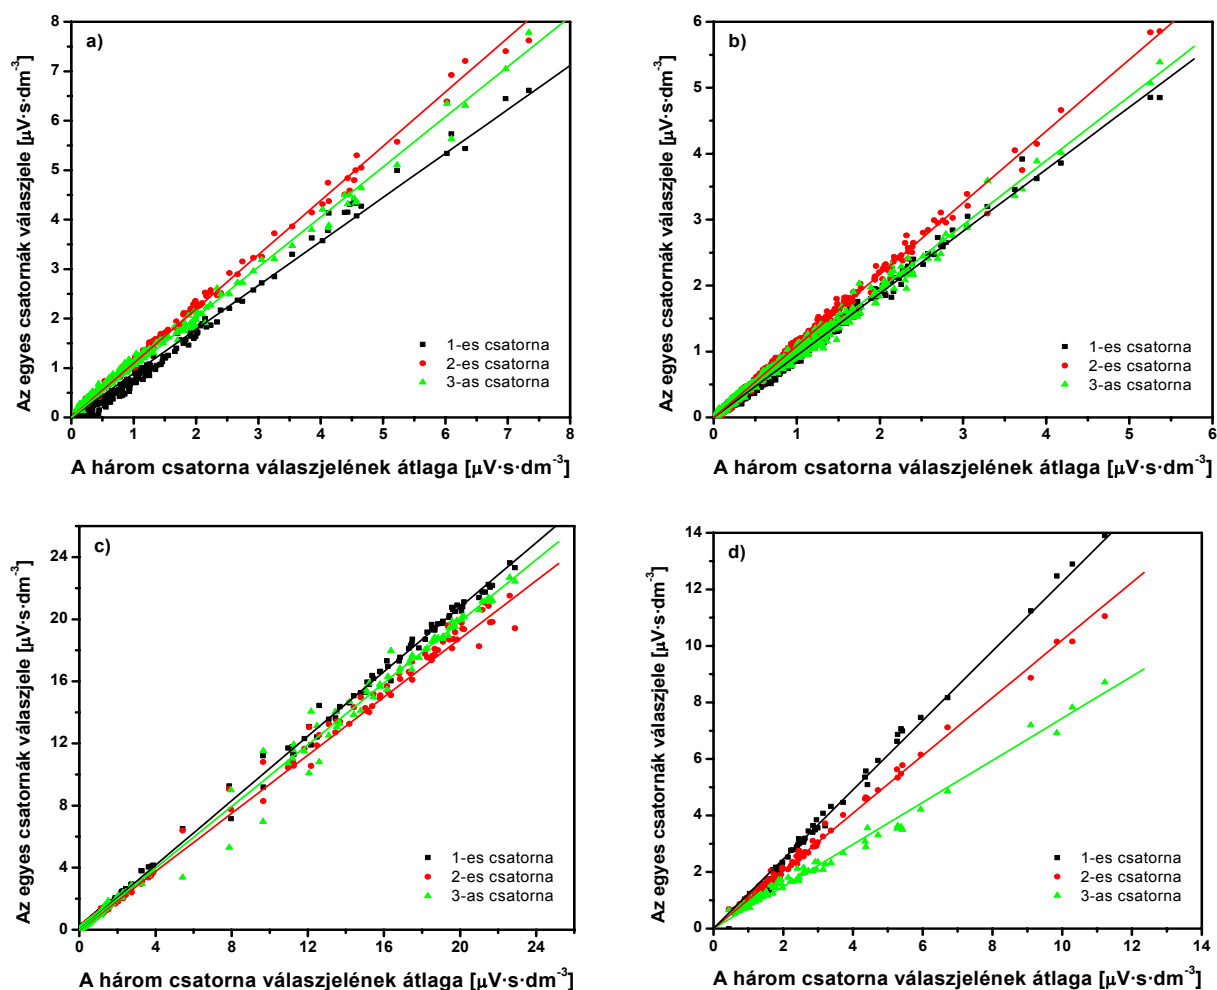 a)
Az egyes csatornák válaszjele [μV·s·dm-3]
8
7
6
5
4
3
2
1
0
0 1 2 3 4 5 6 7 8
1-es csatorna
2-es csatorna
3-as csatorna
A három csatorna válaszjelének átlaga [μV·s·dm-3]
b)
Az egyes csatornák válaszjele [μV·s·dm-3]
6
5
4
3
2
1
0
0 1 2 3 4 5 6
1-es csatorna
2-es csatorna
3-as csatorna
A három csatorna válaszjelének átlaga [μV·s·dm-3]
c)
Az egyes csatornák válaszjele [μV·s·dm-3]
24
20
16
12
8
4
0
0 4 8 12 16 20 24
1-es csatorna
2-es csatorna
3-as csatorna
A három csatorna válaszjelének átlaga [μV·s·dm-3]
d)
Az egyes csatornák válaszjele [μV·s·dm-3]
14
12
10
8
6
4
2
0
0 2 4 6 8 10 12 14
1-es csatorna
2-es csatorna
3-as csatorna
A három csatorna válaszjelének átlaga [μV·s·dm-3]